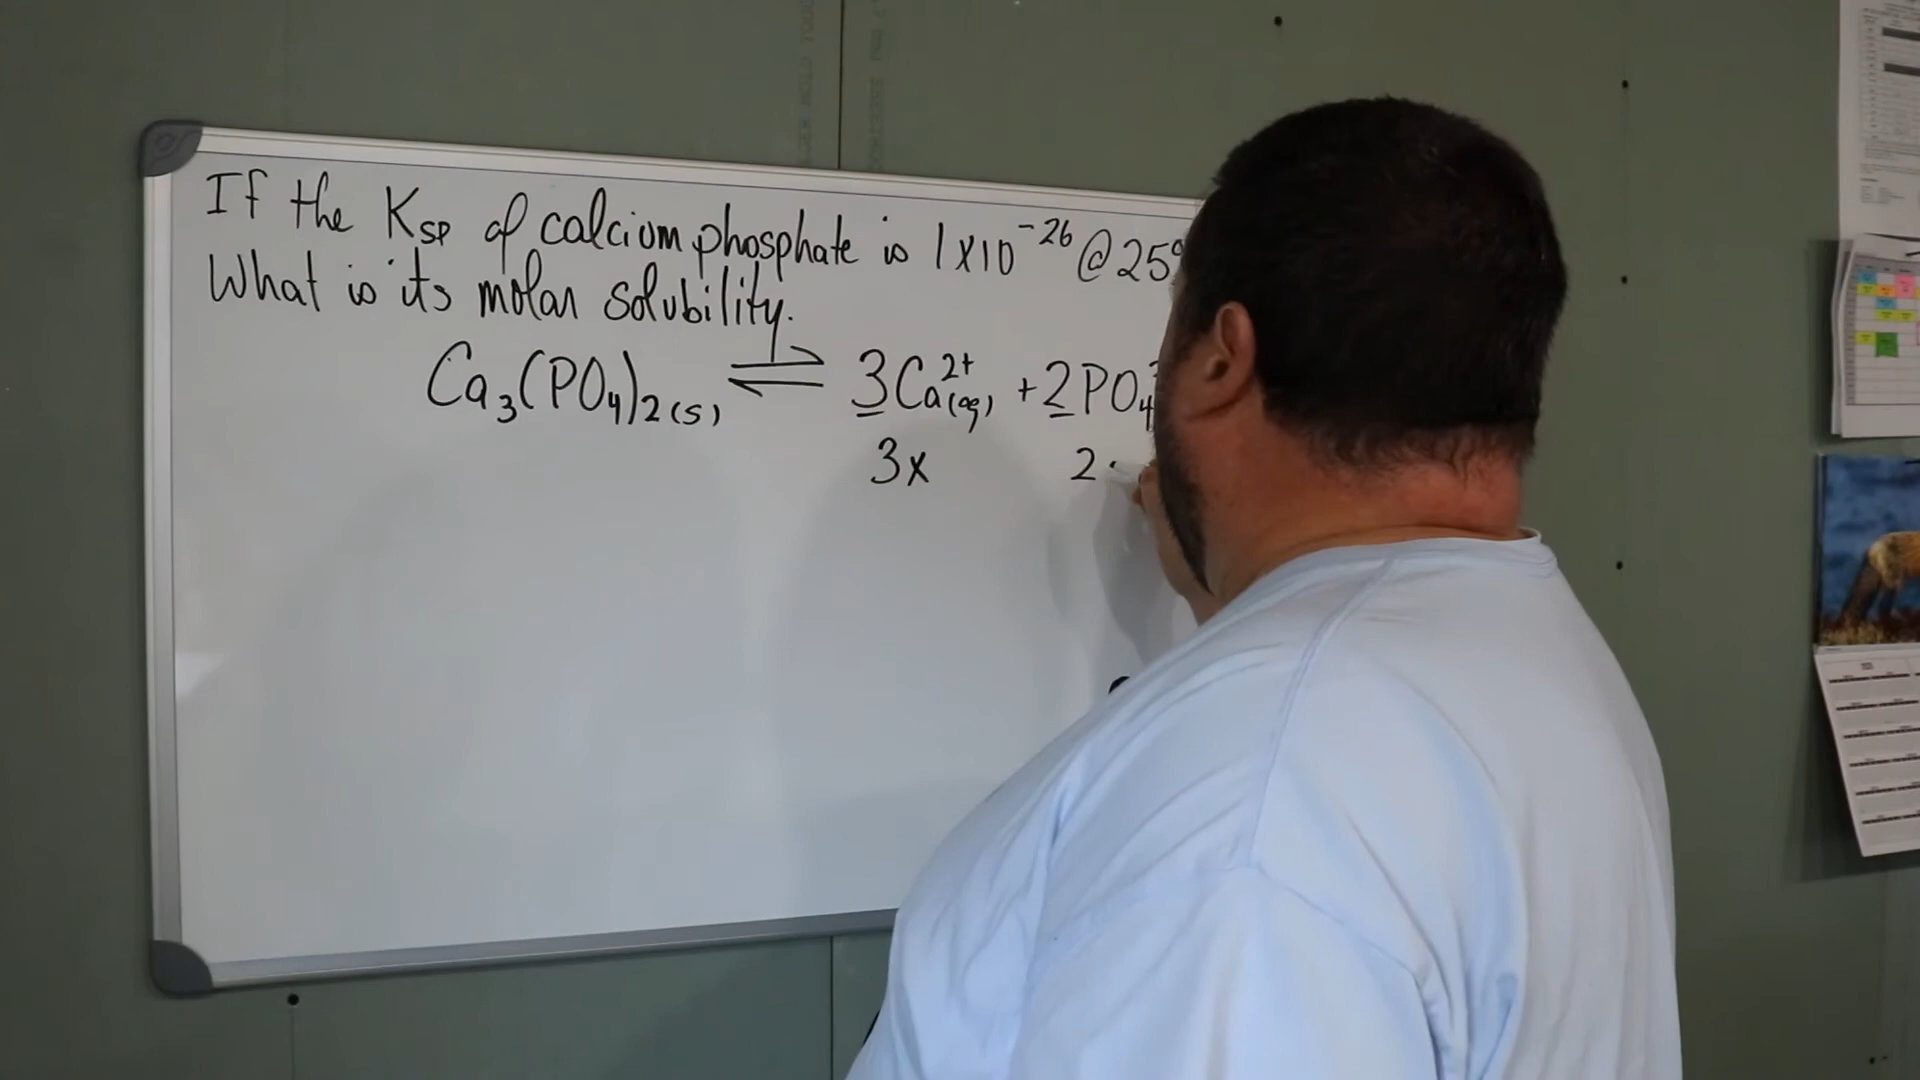 If the Ksp of calcium phosphate is 1x10⁻²⁶ @ 25°
What is its molar solubility.
Ca₃(PO₄)₂(s) ⇌ 3Ca²⁺(aq) + 2PO₄
3x 2